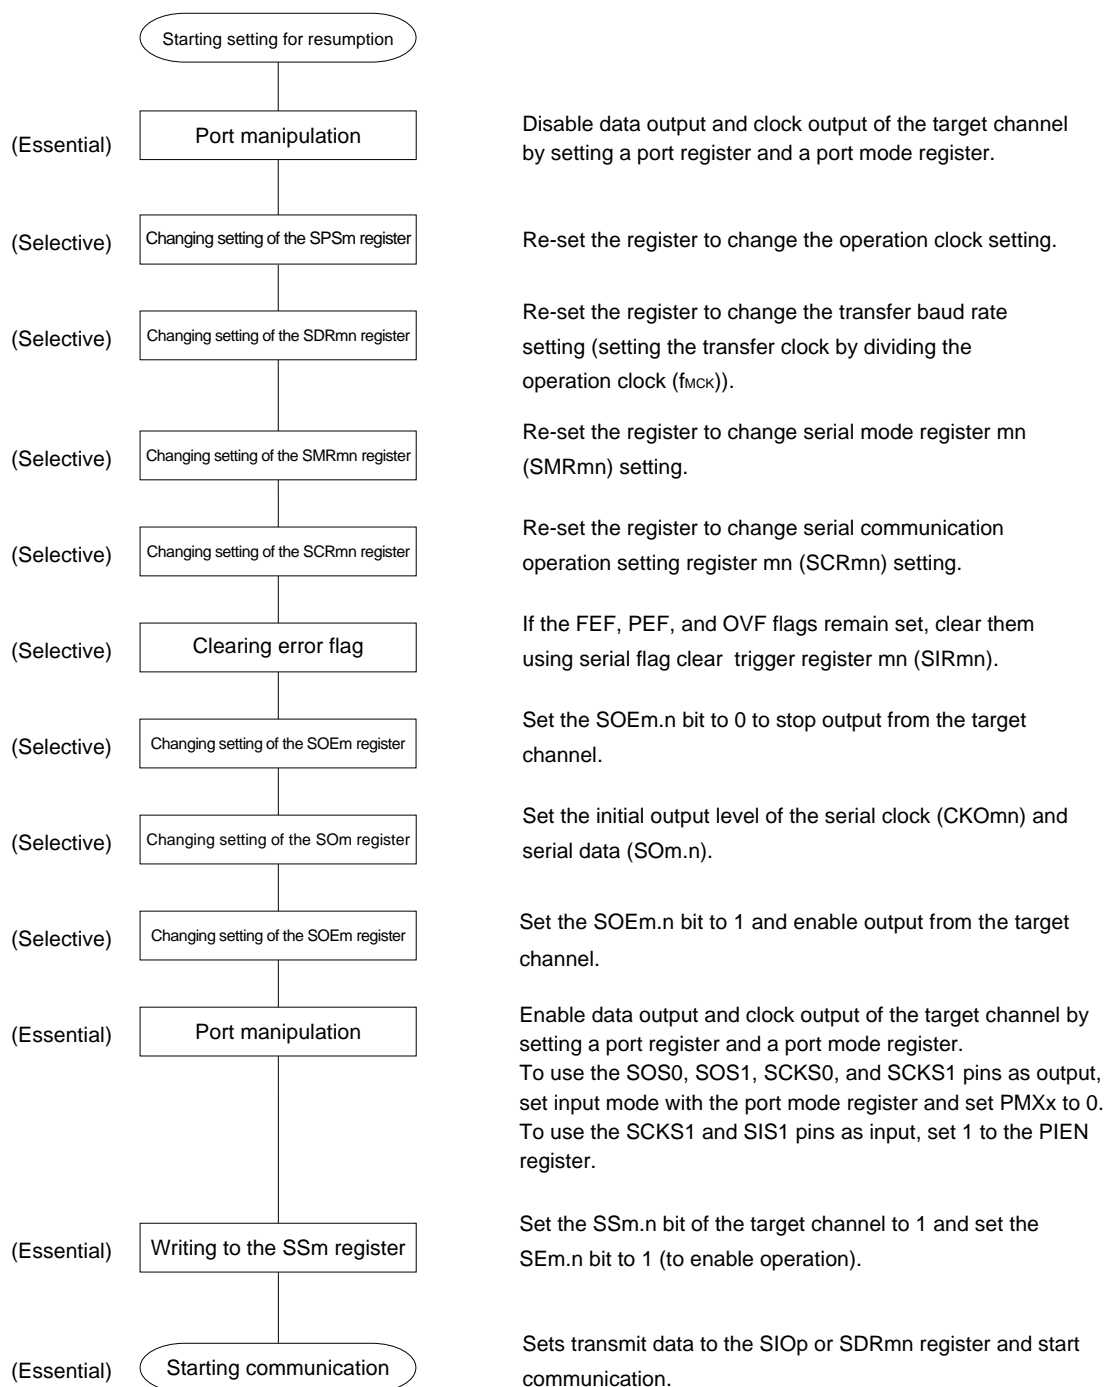 Starting setting for resumption
(Essential)
Port manipulation
Disable data output and clock output of the target channel
by setting a port register and a port mode register.
(Selective)
Changing setting of the SPSm register
Re-set the register to change the operation clock setting.
(Selective)
Changing setting of the SDRmn register
Re-set the register to change the transfer baud rate
setting (setting the transfer clock by dividing the
operation clock (fMCK)).
(Selective)
Changing setting of the SMRmn register
Re-set the register to change serial mode register mn
(SMRmn) setting.
(Selective)
Changing setting of the SCRmn register
Re-set the register to change serial communication
operation setting register mn (SCRmn) setting.
(Selective)
Clearing error flag
If the FEF, PEF, and OVF flags remain set, clear them
using serial flag clear trigger register mn (SIRmn).
(Selective)
Changing setting of the SOEm register
Set the SOEm.n bit to 0 to stop output from the target
channel.
(Selective)
Changing setting of the SOm register
Set the initial output level of the serial clock (CKOmn) and
serial data (SOm.n).
(Selective)
Changing setting of the SOEm register
Set the SOEm.n bit to 1 and enable output from the target
channel.
(Essential)
Port manipulation
Enable data output and clock output of the target channel by
setting a port register and a port mode register.
To use the SOS0, SOS1, SCKS0, and SCKS1 pins as output,
set input mode with the port mode register and set PMXx to 0.
To use the SCKS1 and SIS1 pins as input, set 1 to the PIEN
register.
(Essential)
Writing to the SSm register
Set the SSm.n bit of the target channel to 1 and set the
SEm.n bit to 1 (to enable operation).
(Essential)
Starting communication
Sets transmit data to the SIOp or SDRmn register and start
communication.